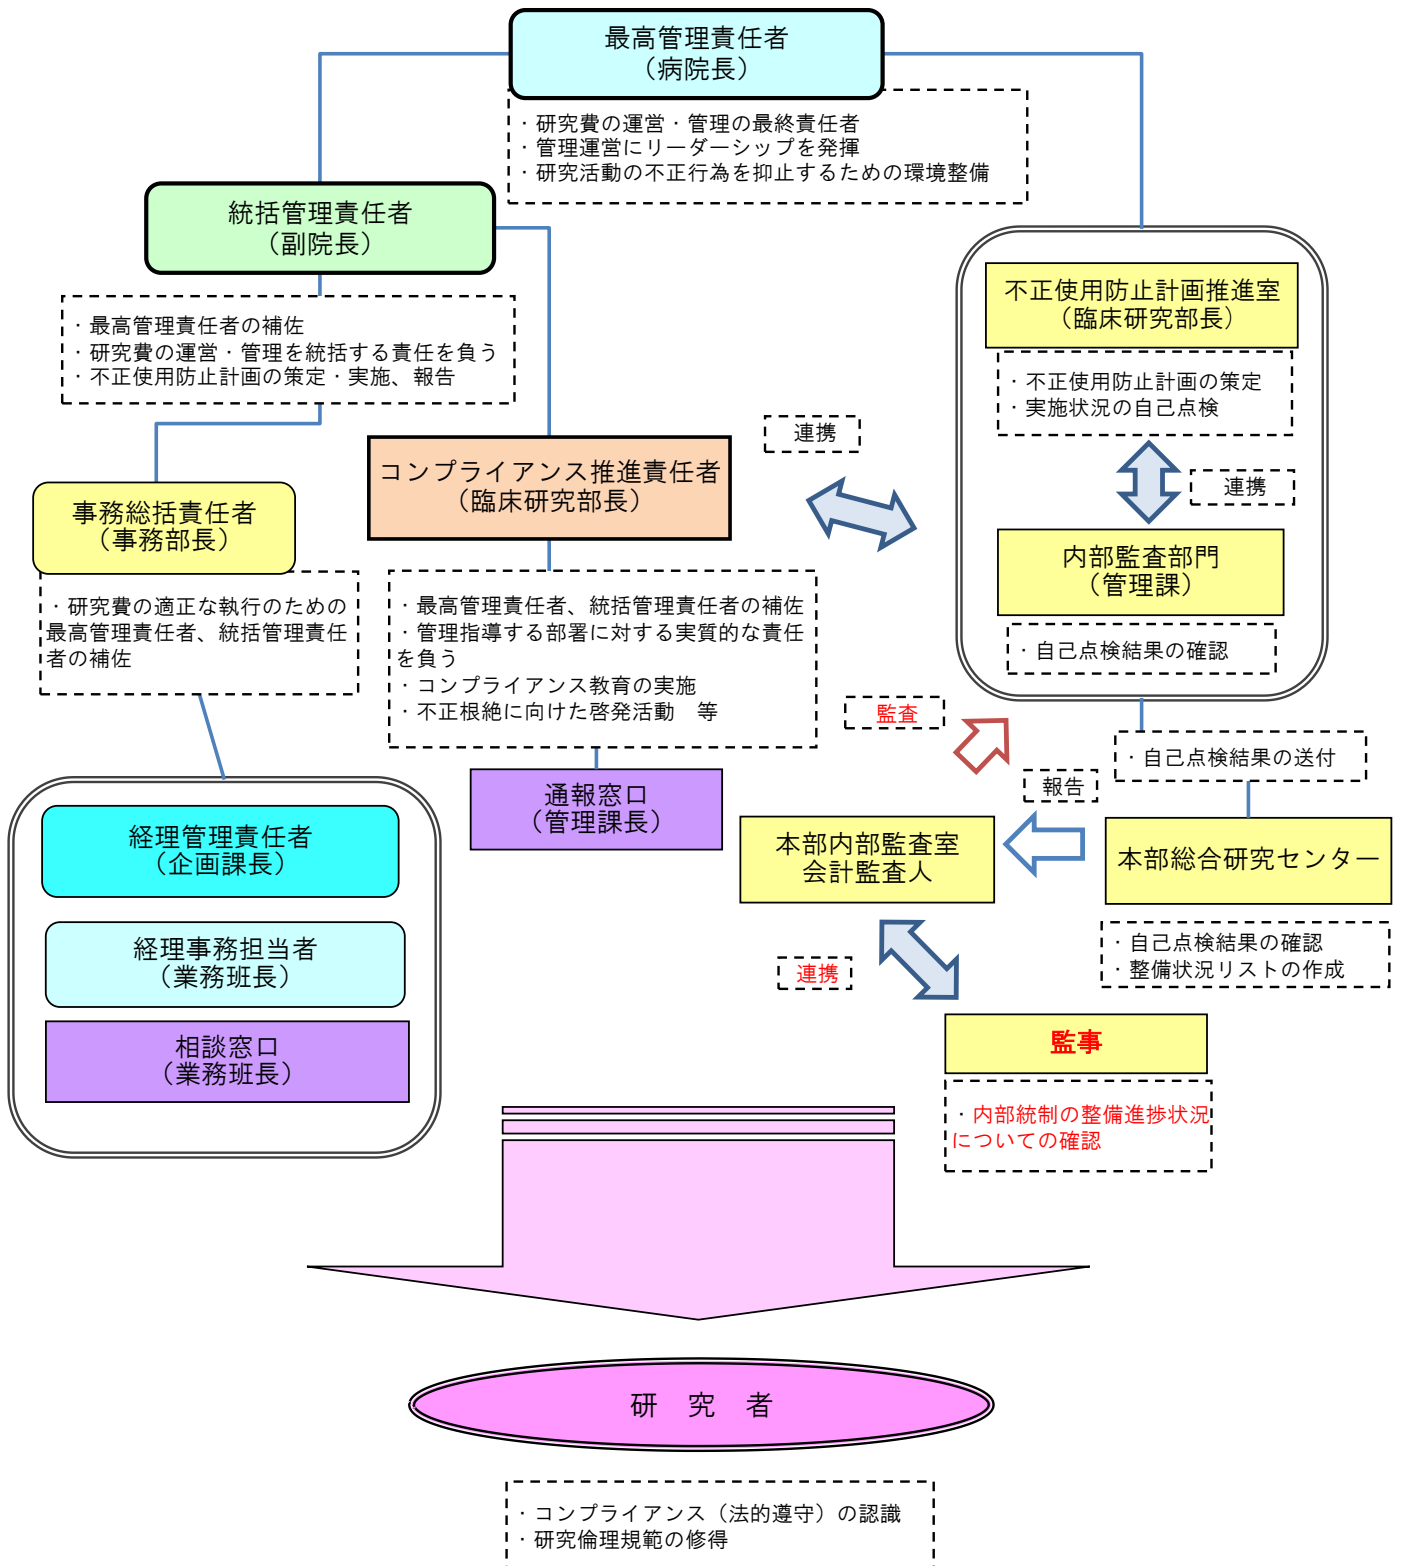 最高管理責任者
（病院長）
・研究費の運営・管理の最終責任者
・管理運営にリーダーシップを発揮
・研究活動の不正行為を抑止するための環境整備
統括管理責任者
（副院長）
・最高管理責任者の補佐
・研究費の運営・管理を統括する責任を負う
・不正使用防止計画の策定・実施、報告
不正使用防止計画推進室
（臨床研究部長）
・不正使用防止計画の策定
・実施状況の自己点検
連携
連携
コンプライアンス推進責任者
（臨床研究部長）
事務総括責任者
（事務部長）
内部監査部門
（管理課）
・自己点検結果の確認
・研究費の適正な執行のための
最高管理責任者、統括管理責任
者の補佐
・最高管理責任者、統括管理責任者の補佐
・管理指導する部署に対する実質的な責任
を負う
・コンプライアンス教育の実施
・不正根絶に向けた啓発活動　等
監査
・自己点検結果の送付
報告
通報窓口
（管理課長）
経理管理責任者
（企画課長）
本部内部監査室
会計監査人
本部総合研究センター
・自己点検結果の確認
・整備状況リストの作成
経理事務担当者
（業務班長）
連携
相談窓口
（業務班長）
監事
・内部統制の整備進捗状況
についての確認
研　究　者
・コンプライアンス（法的遵守）の認識
・研究倫理規範の修得